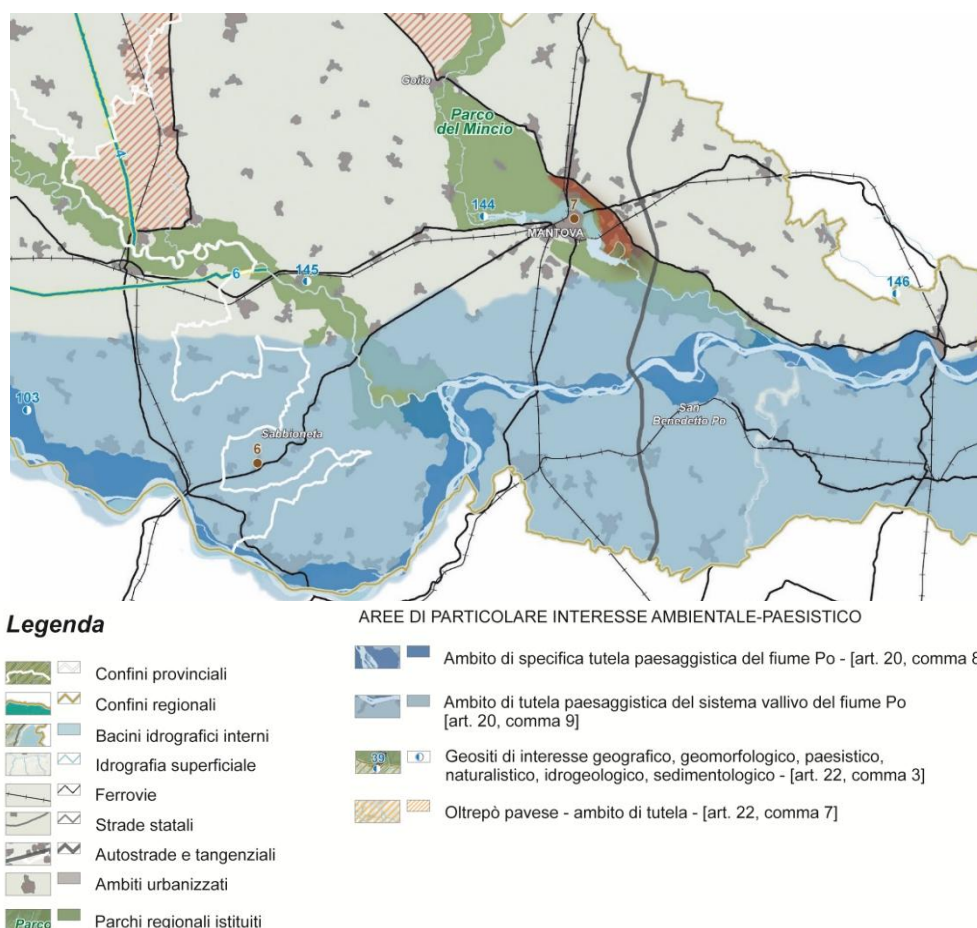 Goito
Parco
del Mincio
4
144
7
MANTOVA
6
145
146
103
Sabbioneta
6
San
Benedetto Po
Legenda
Confini provinciali
Confini regionali
Bacini idrografici interni
Idrografia superficiale
Ferrovie
Strade statali
Autostrade e tangenziali
Ambiti urbanizzati
Parco
Parchi regionali istituiti
AREE DI PARTICOLARE INTERESSE AMBIENTALE-PAESISTICO
Ambito di specifica tutela paesaggistica del fiume Po - [art. 20, comma 8
Ambito di tutela paesaggistica del sistema vallivo del fiume Po
[art. 20, comma 9]
39
Geositi di interesse geografico, geomorfologico, paesistico,
naturalistico, idrogeologico, sedimentologico - [art. 22, comma 3]
Oltrepò pavese - ambito di tutela - [art. 22, comma 7]